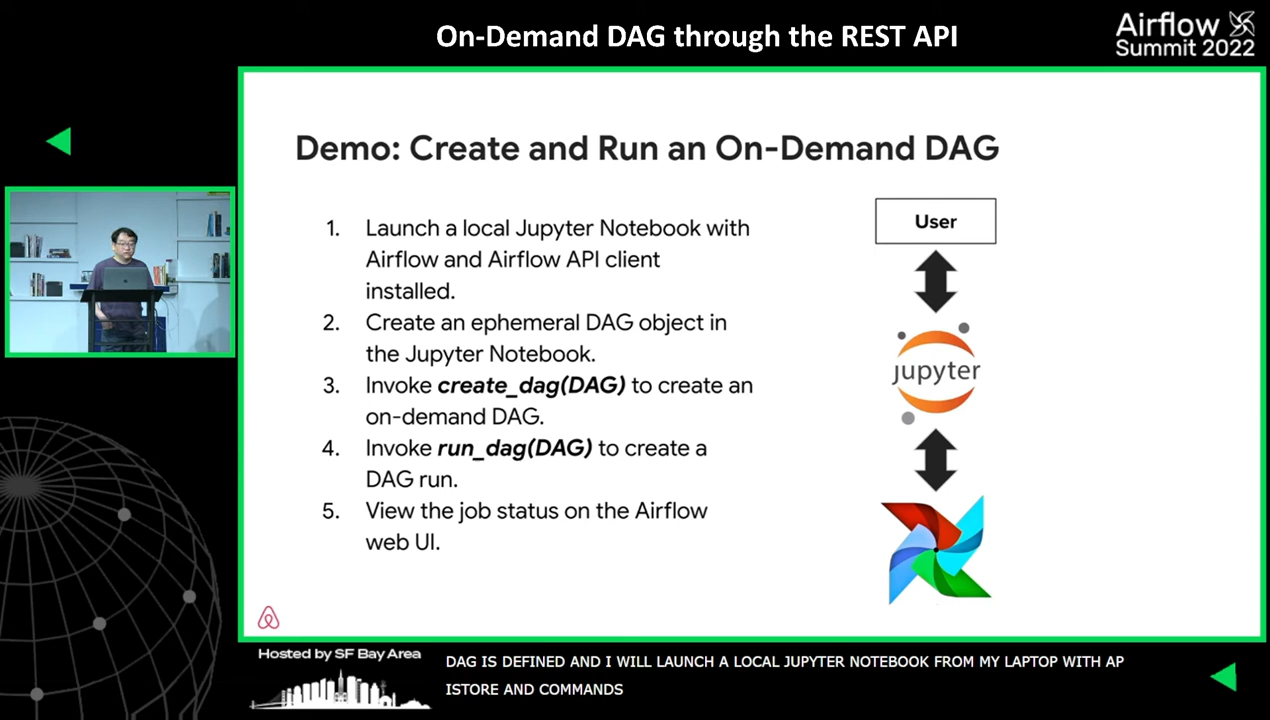 On-Demand DAG through the REST API
Airflow
Summit 2022
Demo: Create and Run an On-Demand DAG
1. Launch a local Jupyter Notebook with
Airflow and Airflow API client
installed.
2. Create an ephemeral DAG object in
the Jupyter Notebook.
3. Invoke create_dag(DAG) to create an
on-demand DAG.
4. Invoke run_dag(DAG) to create a
DAG run.
5. View the job status on the Airflow
web UI.
User
jupyter
Hosted by SF Bay Area
DAG IS DEFINED AND I WILL LAUNCH A LOCAL JUPYTER NOTEBOOK FROM MY LAPTOP WITH AP
ISTORE AND COMMANDS